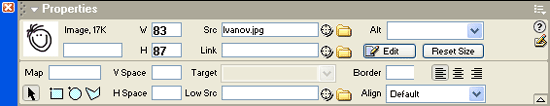 Properties
Image, 17K W 83 Src Ivanov.jpg Alt
H 87 Link Edit Reset Size
Map V Space Target Border
H Space Low Src Align Default